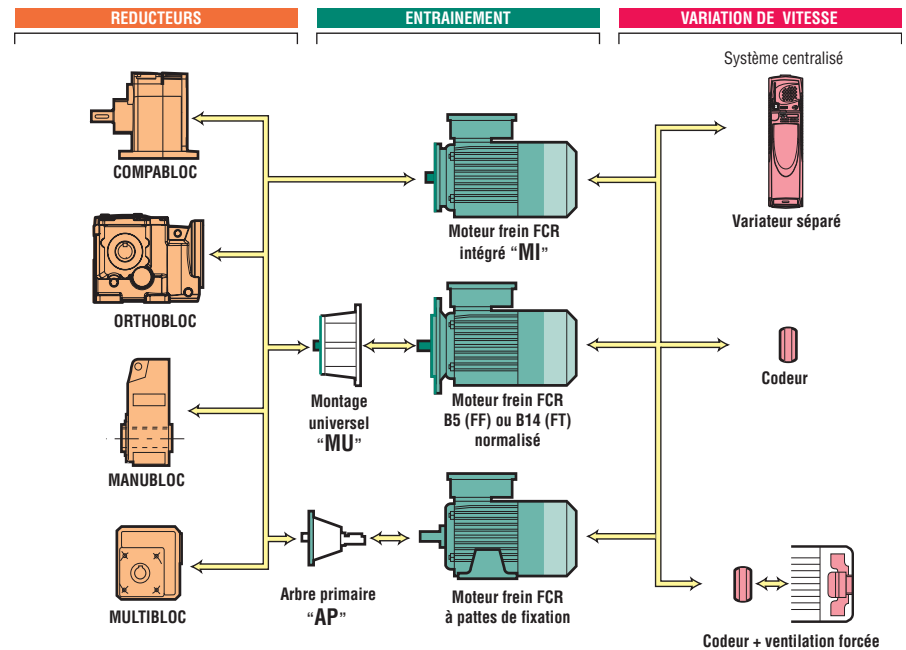 REDUCTEURS
ENTRAINEMENT
VARIATION DE VITESSE
COMPABLOC
ORTHOBLOC
MANUBLOC
MULTIBLOC
Moteur frein FCR
intégré “MI”
Montage
universel
“MU”
Moteur frein FCR
B5 (FF) ou B14 (FT)
normalisé
Arbre primaire
“AP”
Moteur frein FCR
à pattes de fixation
Système centralisé
Variateur séparé
Codeur
Codeur + ventilation forcée